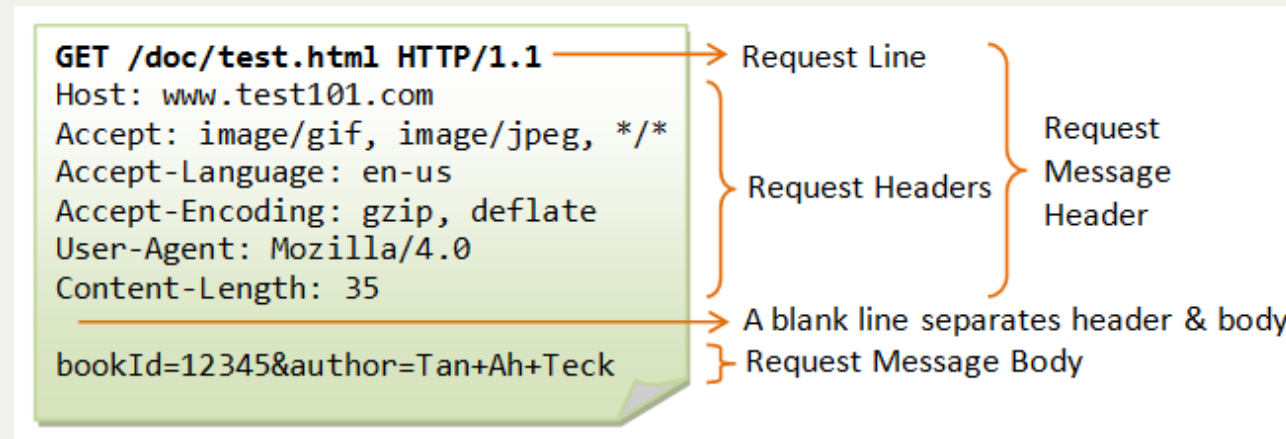 GET /doc/test.html HTTP/1.1
Host: www.test101.com
Accept: image/gif, image/jpeg, */*
Accept-Language: en-us
Accept-Encoding: gzip, deflate
User-Agent: Mozilla/4.0
Content-Length: 35
bookId=12345&author=Tan+Ah+Teck
Request Line
Request Headers
Request
Message
Header
A blank line separates header & body
Request Message Body